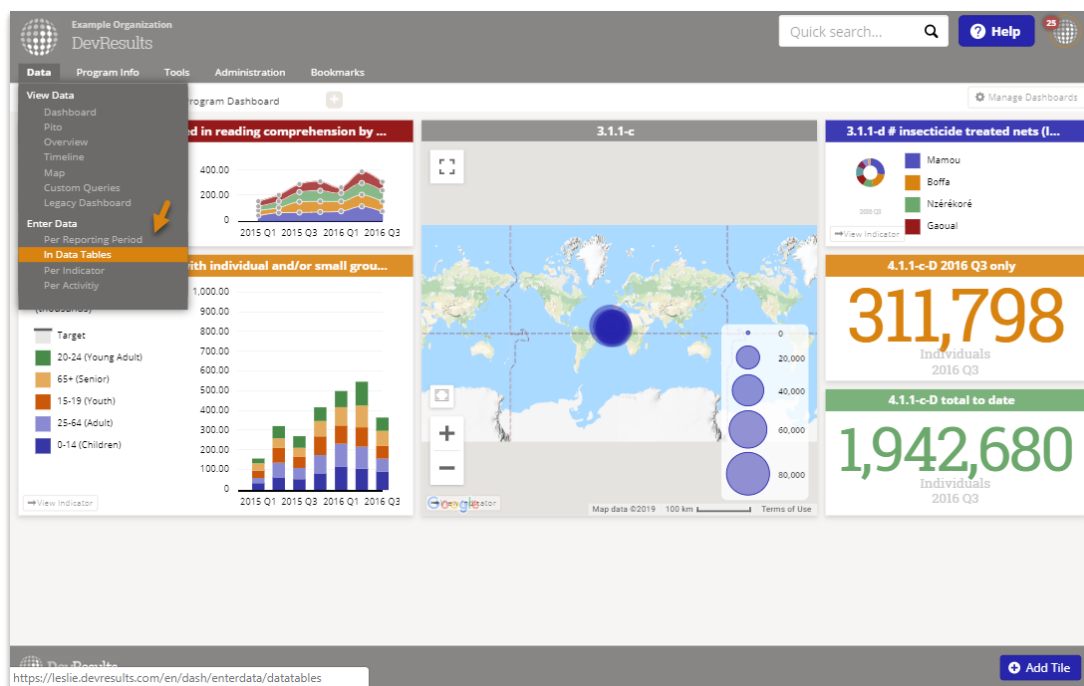 Example Organization
DevResults
Quick search...
Help
25
Data Program Info Tools Administration Bookmarks
View Data
Dashboard
Pito
Overview
Timeline
Map
Custom Queries
Legacy Dashboard
Enter Data
Per Reporting Period
In Data Tables
Per Indicator
Per Activitiy
rogram Dashboard
Manage Dashboards
d in reading comprehension by ...
400.00
200.00
0
2015 Q1 2015 Q3 2016 Q1 2016 Q3
with individual and/or small grou...
(thousands)
Target
20-24 (Young Adult)
65+ (Senior)
15-19 (Youth)
25-64 (Adult)
0-14 (Children)
1,000.00
900.00
800.00
700.00
600.00
500.00
400.00
300.00
200.00
100.00
0
2015 Q1 2015 Q3 2016 Q1 2016 Q3
View Indicator
3.1.1-c
0
20,000
40,000
60,000
80,000
Google
Map data ©2019 100 km Terms of Use
3.1.1-d # insecticide treated nets (I...
Mamou
Boffa
Nzérékoré
Gaoual
2016 Q3
View Indicator
4.1.1-c-D 2016 Q3 only
311,798
Individuals
2016 Q3
4.1.1-c-D total to date
1,942,680
Individuals
2016 Q3
DevResults
Add Tile
https://leslie.devresults.com/en/dash/enterdata/datatables